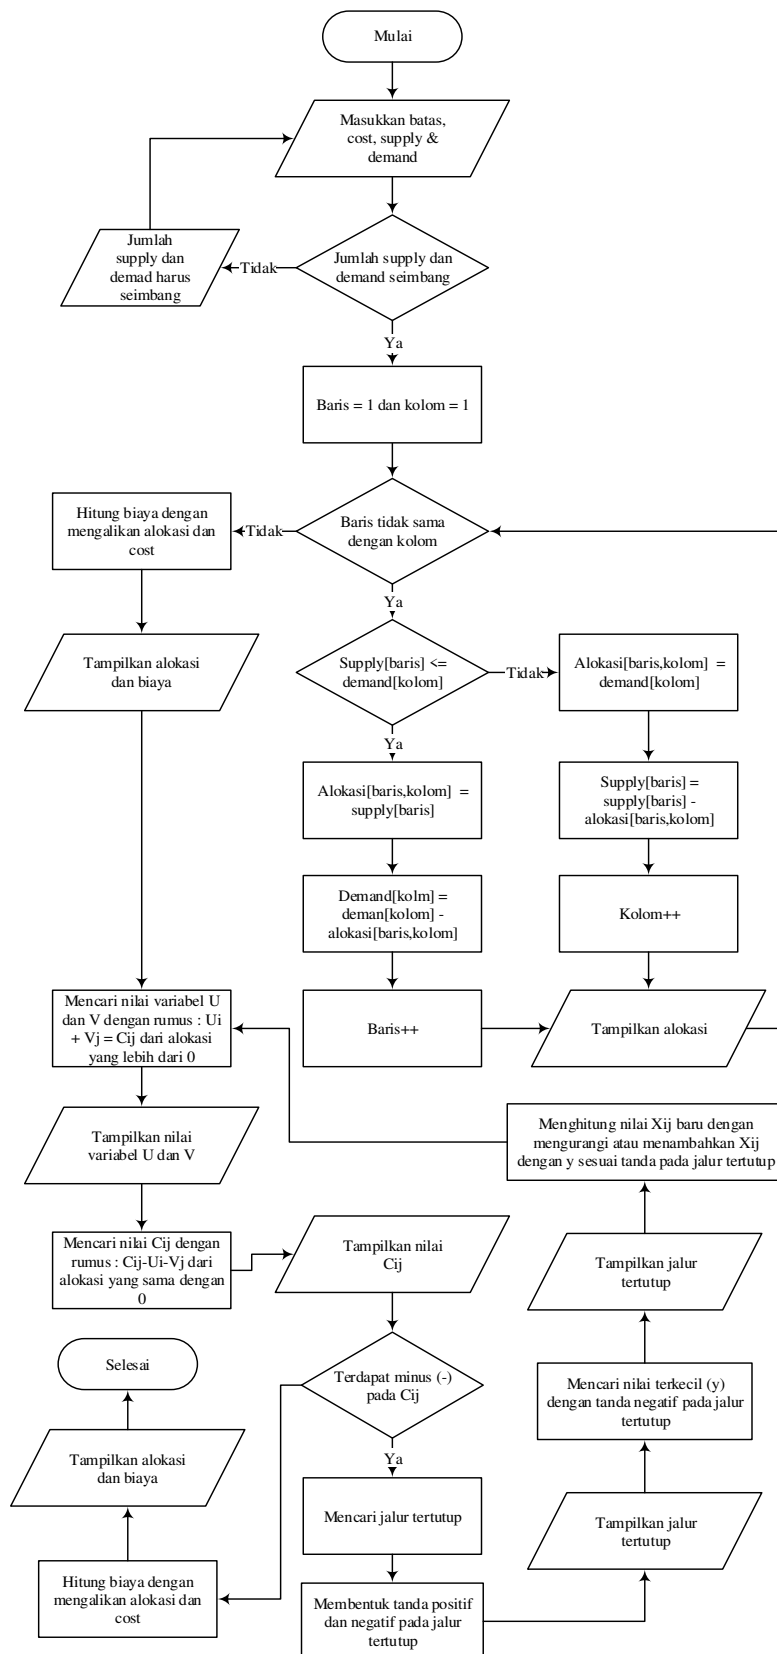 Mulai
Masukkan batas,
cost, supply &
demand
Jumlah
supply dan
demad harus
seimbang
Tidak
Jumlah supply dan
demand seimbang
Ya
Baris = 1 dan kolom = 1
Hitung biaya dengan
mengalikan alokasi dan
cost
Tidak
Baris tidak sama
dengan kolom
Ya
Tampilkan alokasi
dan biaya
Supply[baris] <=
demand[kolom]
Tidak
Alokasi[baris,kolom] =
demand[kolom]
Ya
Alokasi[baris,kolom] =
supply[baris]
Supply[baris] =
supply[baris] -
alokasi[baris,kolom]
Demand[kolm] =
deman[kolom] -
alokasi[baris,kolom]
Kolom++
Mencari nilai variabel U
dan V dengan rumus : Ui
+ Vj = Cij dari alokasi
yang lebih dari 0
Baris++
Tampilkan alokasi
Tampilkan nilai
variabel U dan V
Menghitung nilai Xij baru dengan
mengurangi atau menambahkan Xij
dengan y sesuai tanda pada jalur tertutup
Mencari nilai Cij dengan
rumus : Cij-Ui-Vj dari
alokasi yang sama dengan
0
Tampilkan nilai
Cij
Tampilkan jalur
tertutup
Selesai
Terdapat minus (-)
pada Cij
Mencari nilai terkecil (y)
dengan tanda negatif pada jalur
tertutup
Ya
Tampilkan alokasi
dan biaya
Mencari jalur tertutup
Tampilkan jalur
tertutup
Hitung biaya dengan
mengalikan alokasi dan
cost
Membentuk tanda positif
dan negatif pada jalur
tertutup